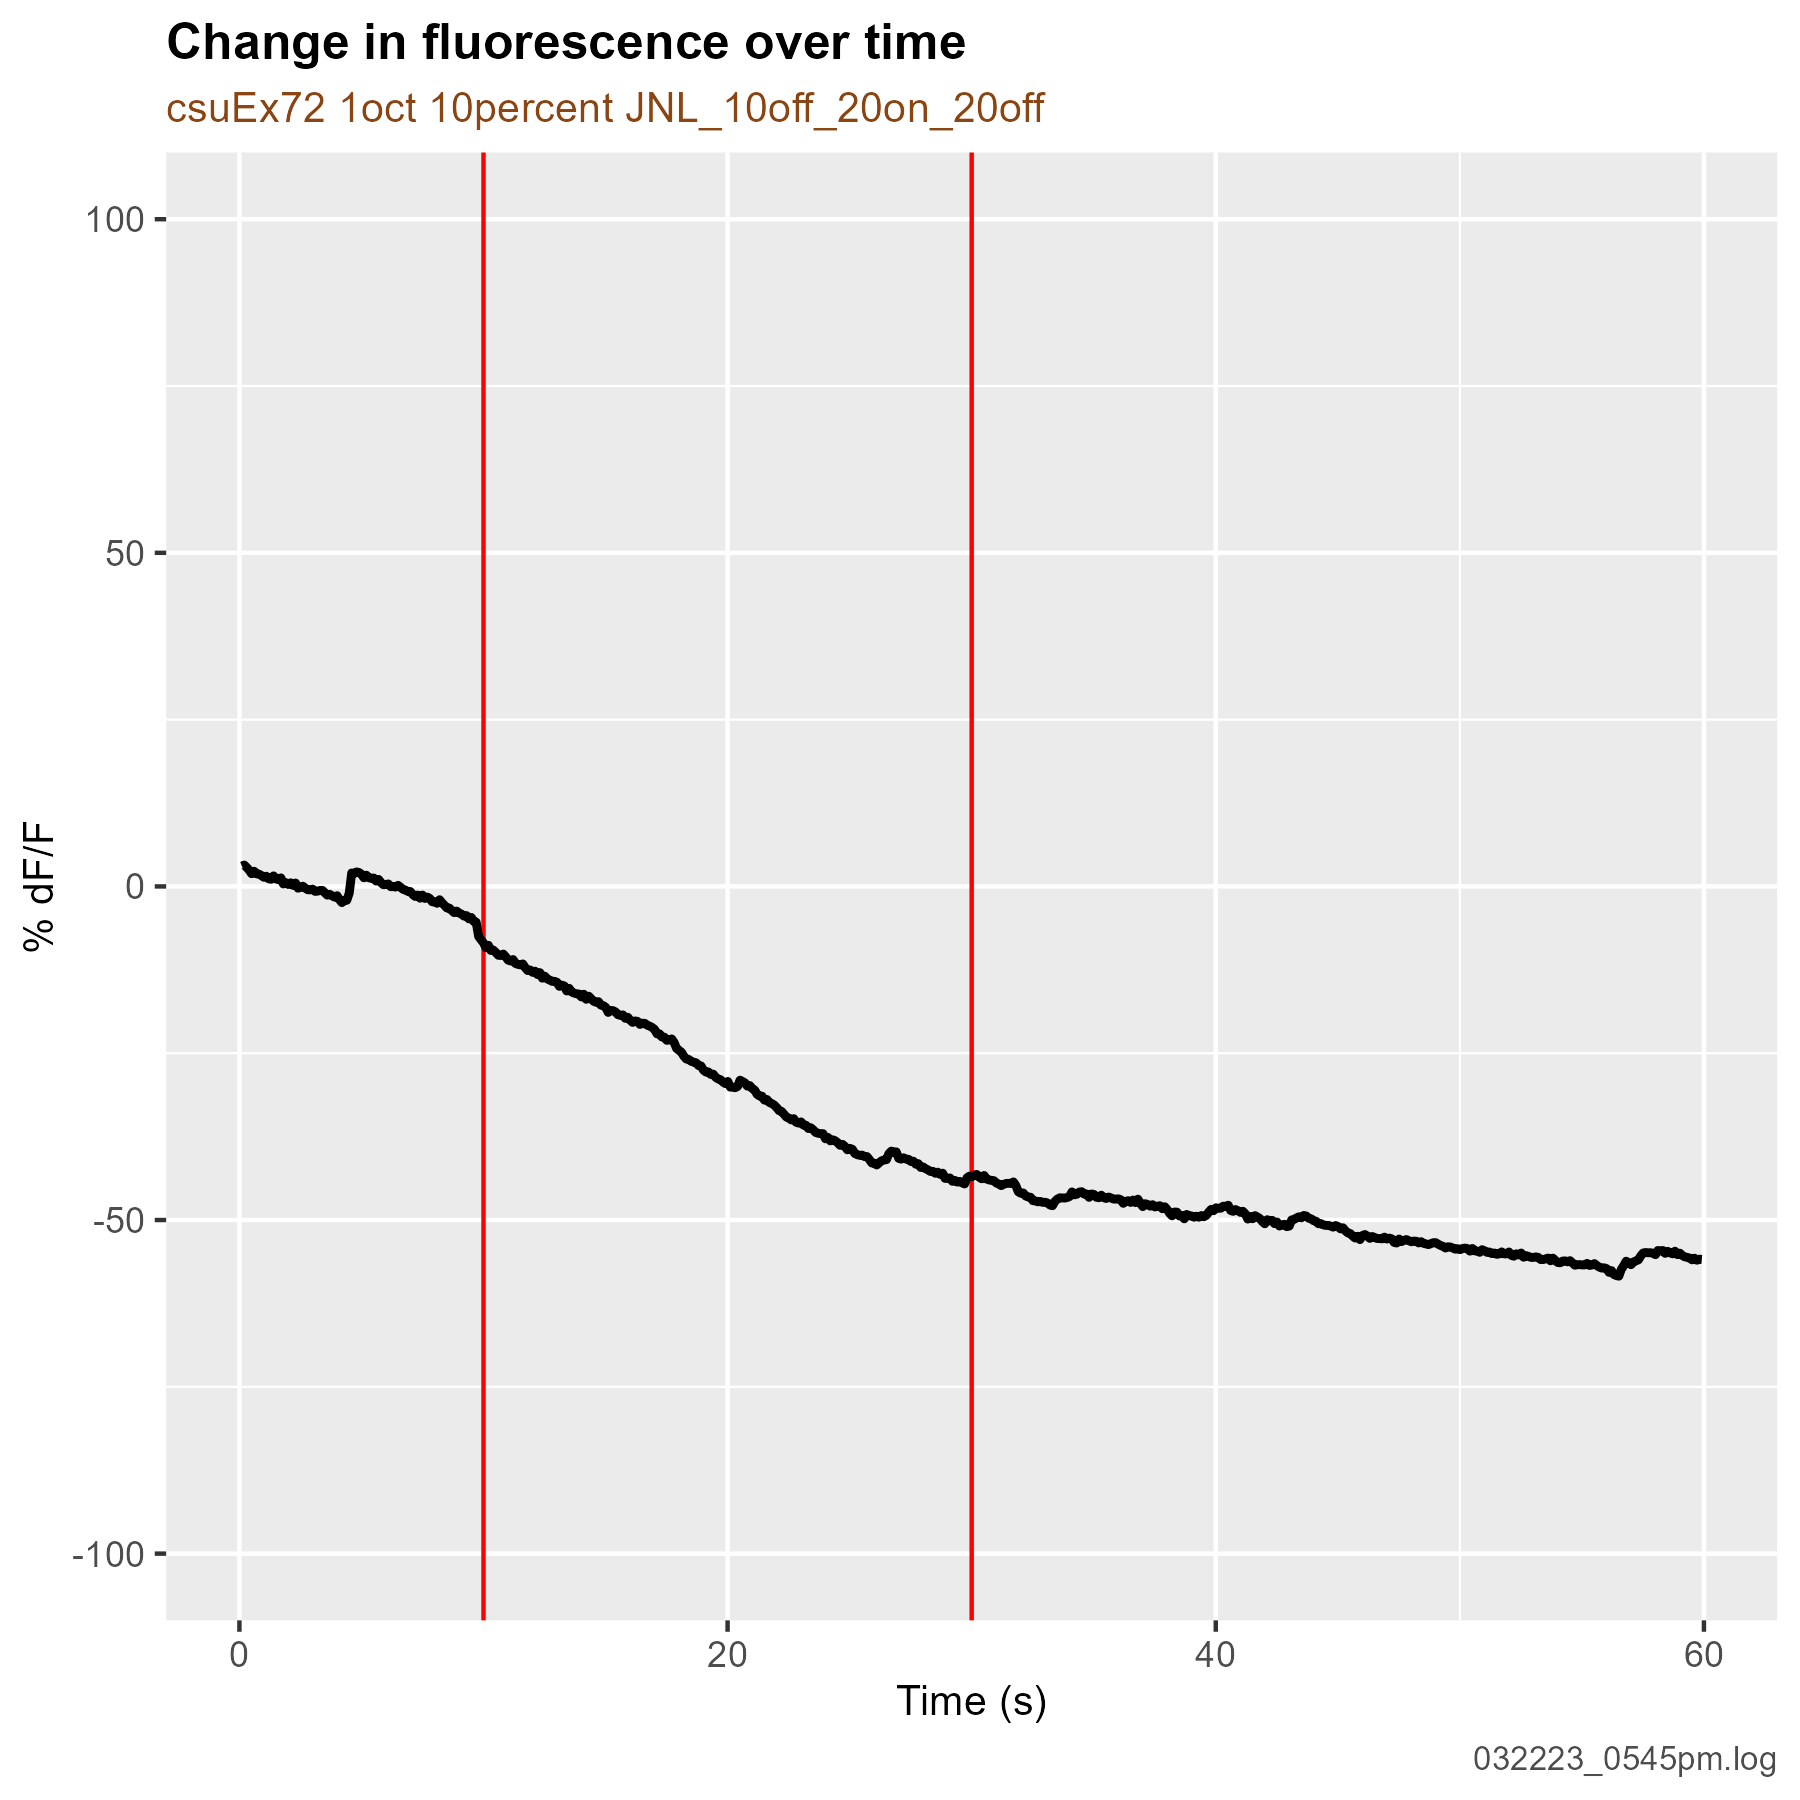 Change in fluorescence over time
csuEx72 1oct 10percent JNL_10off_20on_20off
100
50
0
-50
-100
% dF/F
0 20 40 60
Time (s)
032223_0545pm.log